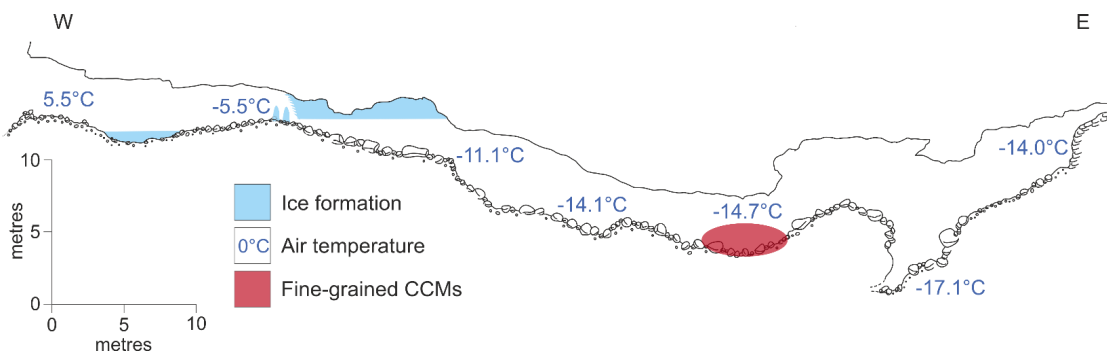 W
E
5.5°C
-5.5°C
-11.1°C
-14.0°C
-14.1°C
-14.7°C
-17.1°C
10
5
0
metres
0
5
10
metres
Ice formation
0°C
Air temperature
Fine-grained CCMs